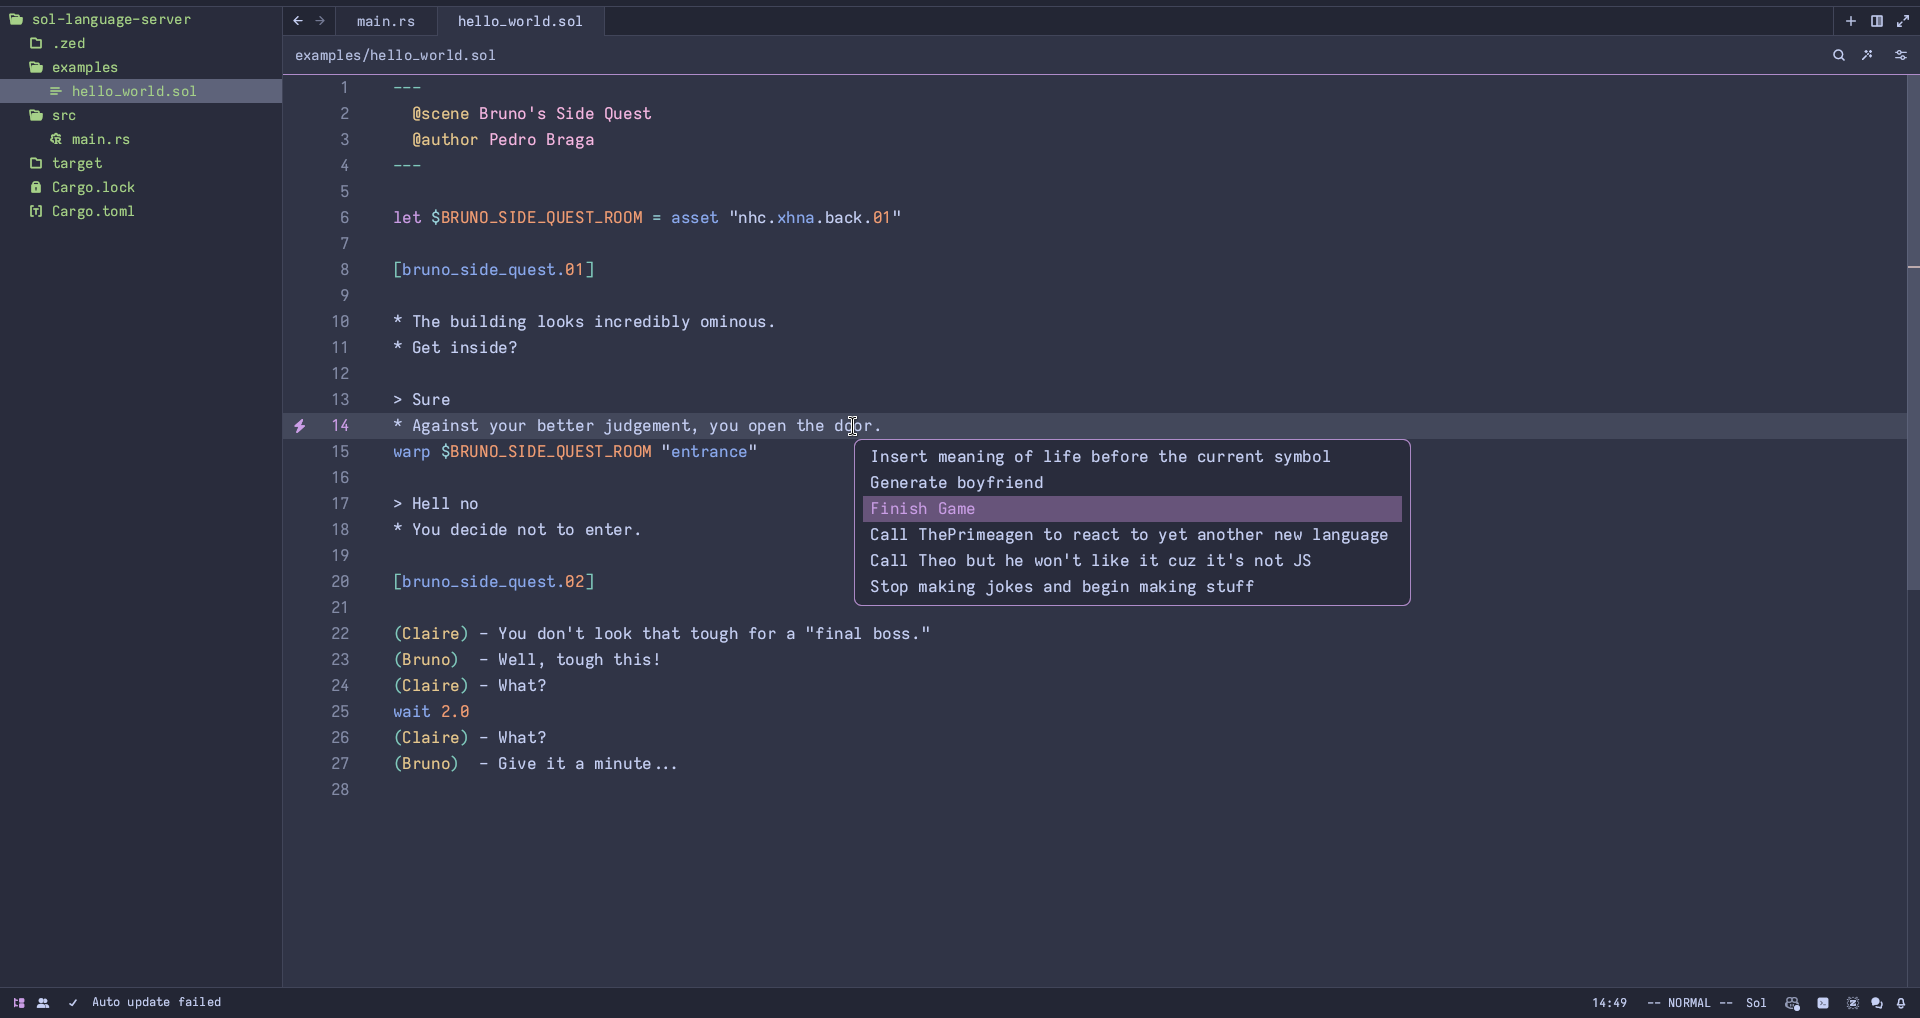 sol-language-server
.zed
examples
hello_world.sol
src
main.rs
target
Cargo.lock
Cargo.toml
main.rs
hello_world.sol
examples/hello_world.sol
1 ---
2 @scene Bruno's Side Quest
3 @author Pedro Braga
4 ---
5
6 let $BRUNO_SIDE_QUEST_ROOM = asset "nhc.xhna.back.01"
7
8 [bruno_side_quest.01]
9
10 * The building looks incredibly ominous.
11 * Get inside?
12
13 > Sure
14 * Against your better judgement, you open the door.
15 warp $BRUNO_SIDE_QUEST_ROOM "entrance"
16
17 > Hell no
18 * You decide not to enter.
19
20 [bruno_side_quest.02]
21
22 (Claire) - You don't look that tough for a "final boss."
23 (Bruno)  - Well, tough this!
24 (Claire) - What?
25 wait 2.0
26 (Claire) - What?
27 (Bruno)  - Give it a minute...
28
Insert meaning of life before the current symbol
Generate boyfriend
Finish Game
Call ThePrimeagen to react to yet another new language
Call Theo but he won't like it cuz it's not JS
Stop making jokes and begin making stuff
Auto update failed
14:49 -- NORMAL -- Sol